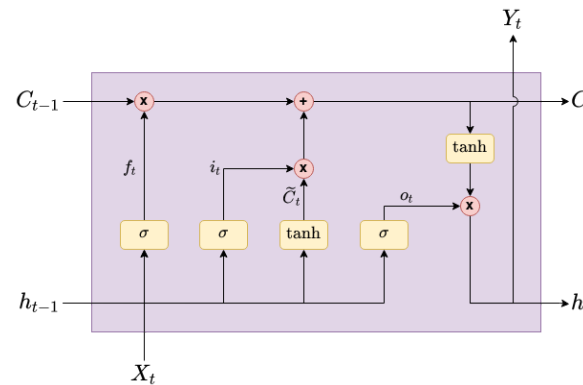 Y_t
C_{t-1} x + C
tanh
f_t i_t x
C̃_t o_t x
σ σ tanh σ
h_{t-1} h
X_t